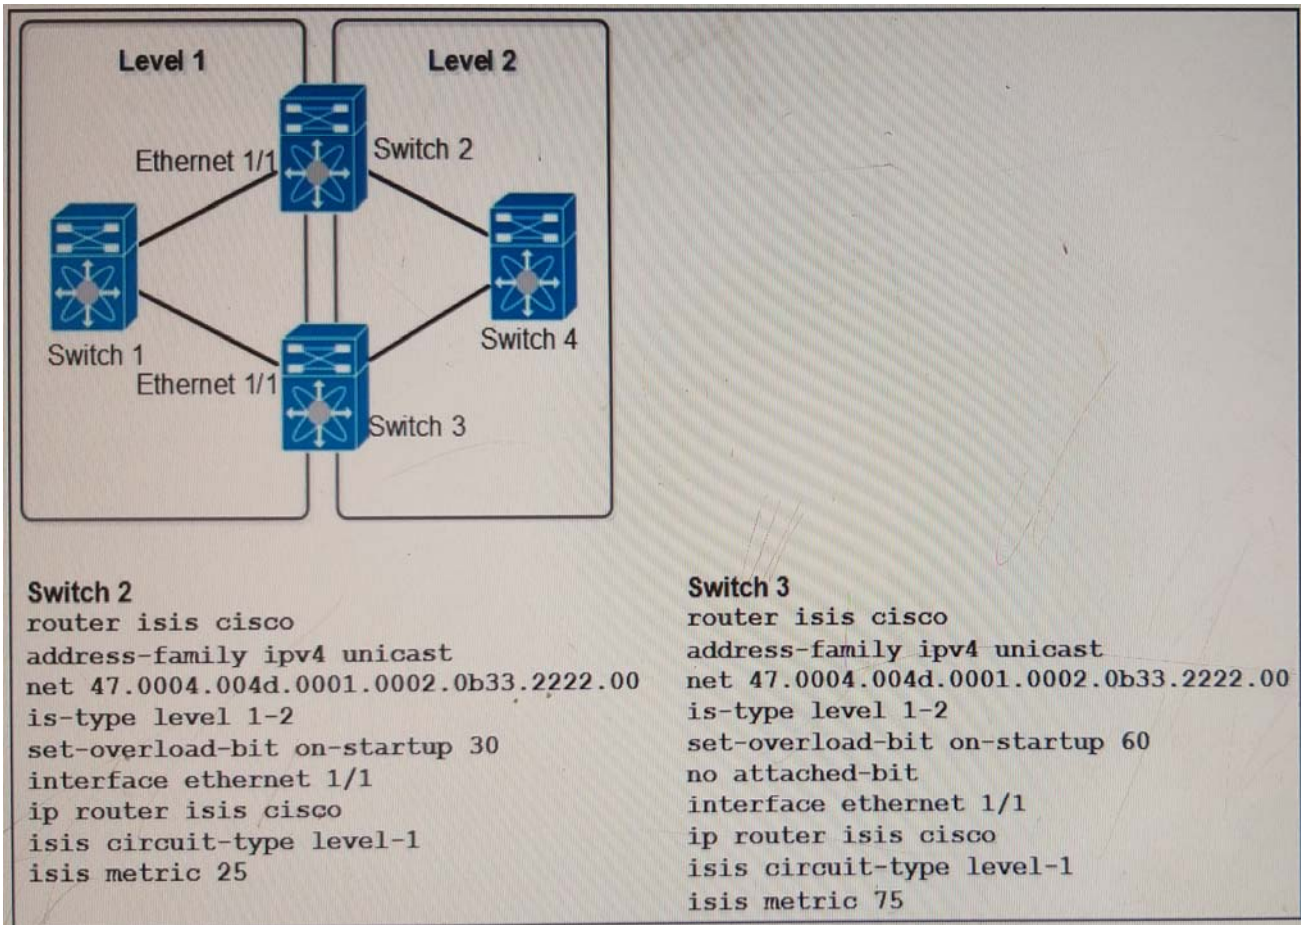 Level 1
Level 2
Ethernet 1/1
Switch 2
Switch 1
Switch 4
Ethernet 1/1
Switch 3
Switch 2
router isis cisco
address-family ipv4 unicast
net 47.0004.004d.0001.0002.0b33.2222.00
is-type level 1-2
set-overload-bit on-startup 30
interface ethernet 1/1
ip router isis cisco
isis circuit-type level-1
isis metric 25
Switch 3
router isis cisco
address-family ipv4 unicast
net 47.0004.004d.0001.0002.0b33.2222.00
is-type level 1-2
set-overload-bit on-startup 60
no attached-bit
interface ethernet 1/1
ip router isis cisco
isis circuit-type level-1
isis metric 75